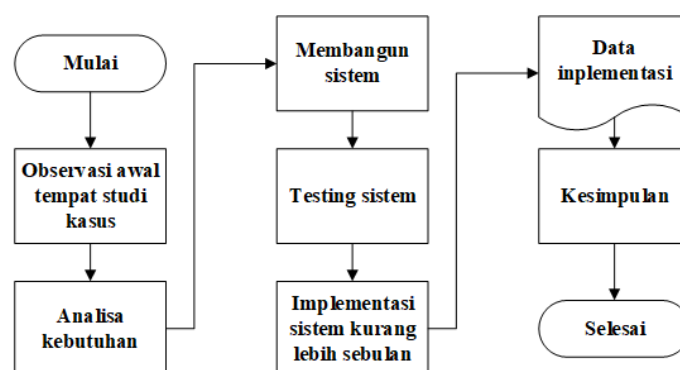 Mulai
Observasi awal
tempat studi
kasus
Analisa
kebutuhan
Membangun
sistem
Testing sistem
Implementasi
sistem kurang
lebih sebulan
Data
inplementasi
Kesimpulan
Selesai